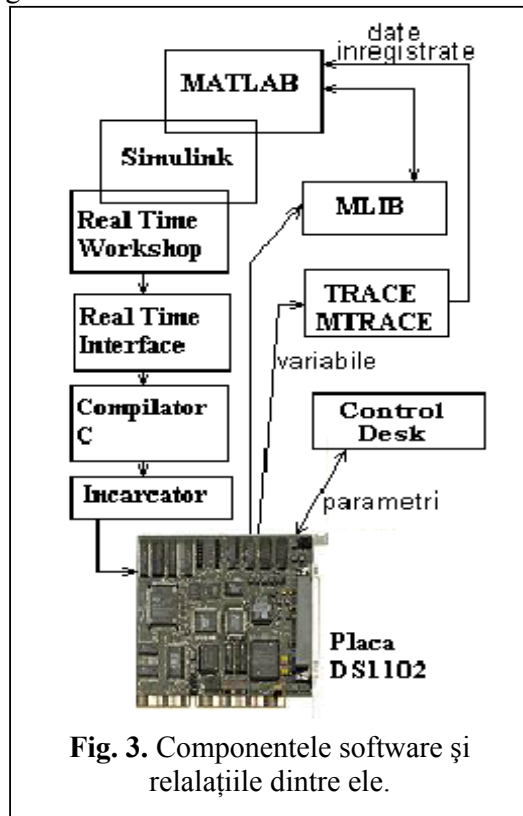 date
inregistrate
MATLAB
Simulink
Real Time
Workshop
MLIB
Real Time
Interface
TRACE
MTRACE
variabile
Compilator
C
Control
Desk
Incarcator
parametri
Placa
DS1102
Fig. 3. Componentele software şi
relalațiile dintre ele.